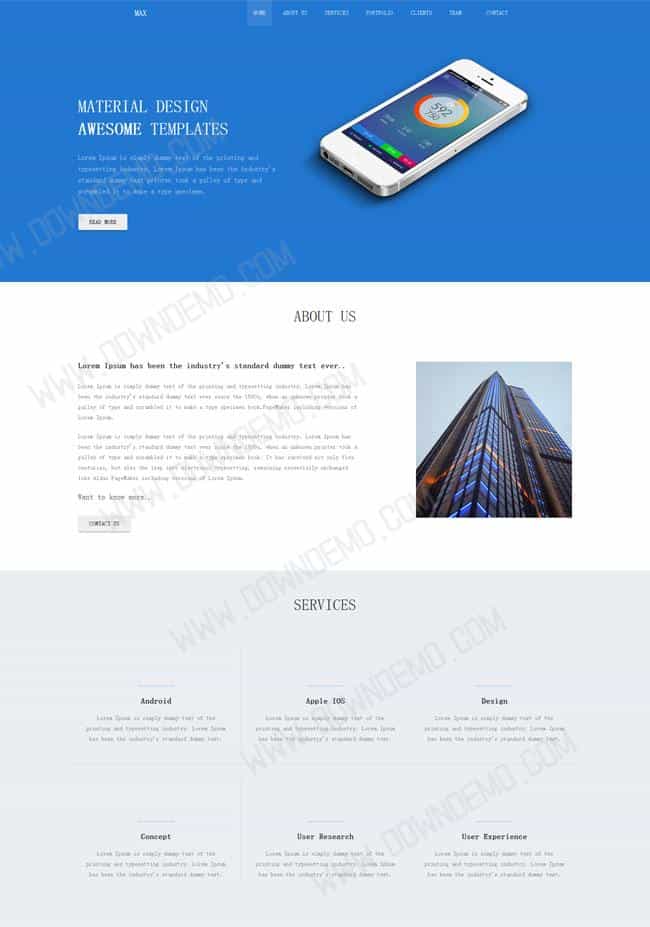 MAX
HOME ABOUT US SERVICES PORTFOLIO CLIENTS TEAM CONTACT
MATERIAL DESIGN
AWESOME TEMPLATES
592
750
Lorem Ipsum is simply dummy text of the printing and
typesetting industry. Lorem Ipsum has been the industry's
standard dummy text printer took a galley of type and
scrambled it to make a type specimen.
READ MORE
WWW.DOWNDEMO.COM
ABOUT US
Lorem Ipsum has been the industry's standard dummy text ever..
Lorem Ipsum is simply dummy text of the printing and typesetting industry. Lorem Ipsum has
been the industry's standard dummy text ever since the 1500s, when an unknown printer took a
galley of type and scrambled it to make a type specimen book.PageMaker including versions of
Lorem Ipsum.
Lorem Ipsum is simply dummy text of the printing and typesetting industry. Lorem Ipsum has
been the industry's standard dummy text ever since the 1500s, when an unknown printer took a
galley of type and scrambled it to make a type specimen book. It has survived not only five
centuries, but also the leap into electronic typesetting, remaining essentially unchanged
like Aldus PageMaker including versions of Lorem Ipsum.
Want to know more..
CONTACT US
WWW.DOWNDEMO.COM
WWW.DOWNDEMO.COM
SERVICES
Android Apple IOS Design
Lorem Ipsum is simply dummy text of the Lorem Ipsum is simply dummy text of the Lorem Ipsum is simply dummy text of the
printing and typesetting industry. Lorem Ipsum printing and typesetting industry. Lorem Ipsum printing and typesetting industry. Lorem Ipsum
has been the industry's standard dummy text. has been the industry's standard dummy text. has been the industry's standard dummy text.
WWW.DOWNDEMO.COM
WWW.DOWNDEMO.COM
Concept User Research User Experience
Lorem Ipsum is simply dummy text of the Lorem Ipsum is simply dummy text of the Lorem Ipsum is simply dummy text of the
printing and typesetting industry. Lorem Ipsum printing and typesetting industry. Lorem Ipsum printing and typesetting industry. Lorem Ipsum
has been the industry's standard dummy text. has been the industry's standard dummy text. has been the industry's standard dummy text.
WWW.DOWNDEMO.COM
WWW.DOWNDEMO.COM